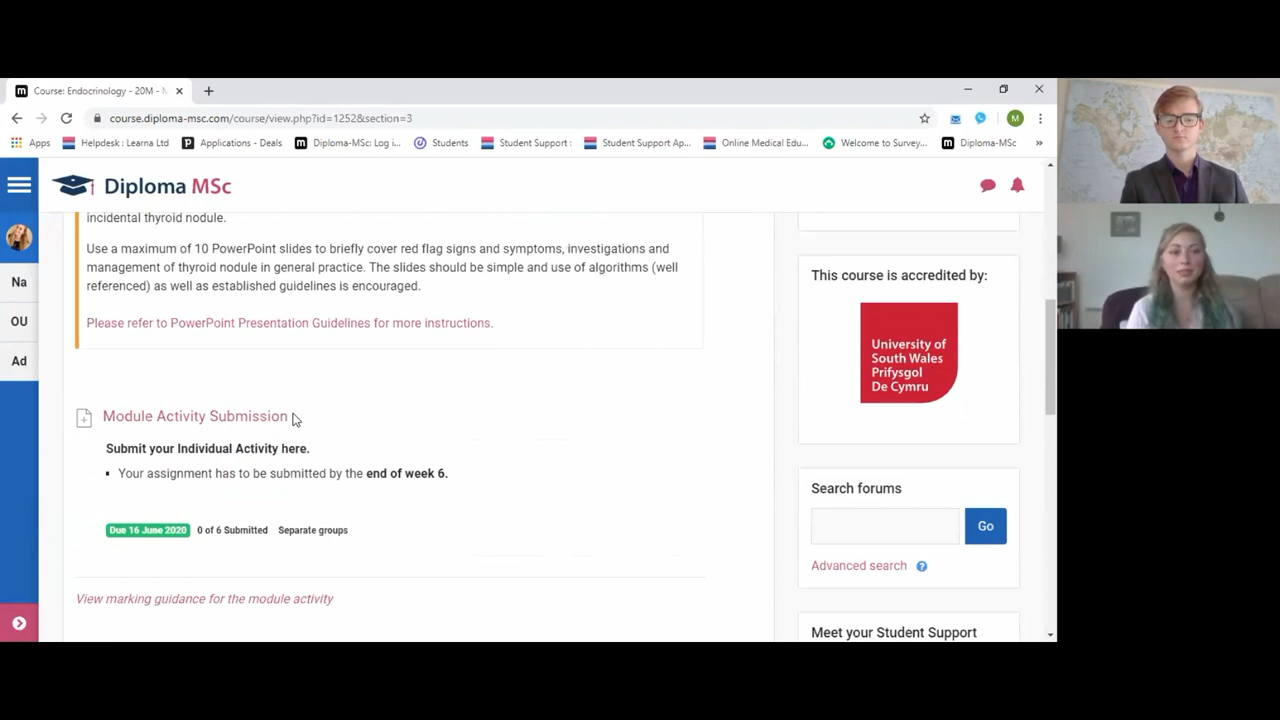 Course: Endocrinology - 20M - M
course.diploma-msc.com/course/view.php?id=1252&section=3
M
Apps
Helpdesk : Learna Ltd
Applications - Deals
Diploma-MSc: Log i...
Students
Student Support :
Student Support Ap...
Online Medical Edu...
Welcome to Survey...
Diploma-MSc
»
Diploma MSc
Na
OU
Ad
incidental thyroid nodule.
Use a maximum of 10 PowerPoint slides to briefly cover red flag signs and symptoms, investigations and
management of thyroid nodule in general practice. The slides should be simple and use of algorithms (well
referenced) as well as established guidelines is encouraged.
Please refer to PowerPoint Presentation Guidelines for more instructions.
Module Activity Submission
Submit your Individual Activity here.
▪ Your assignment has to be submitted by the end of week 6.
Due 16 June 2020 0 of 6 Submitted Separate groups
View marking guidance for the module activity
This course is accredited by:
University of
South Wales
Prifysgol
De Cymru
Search forums
Go
Advanced search ?
Meet your Student Support